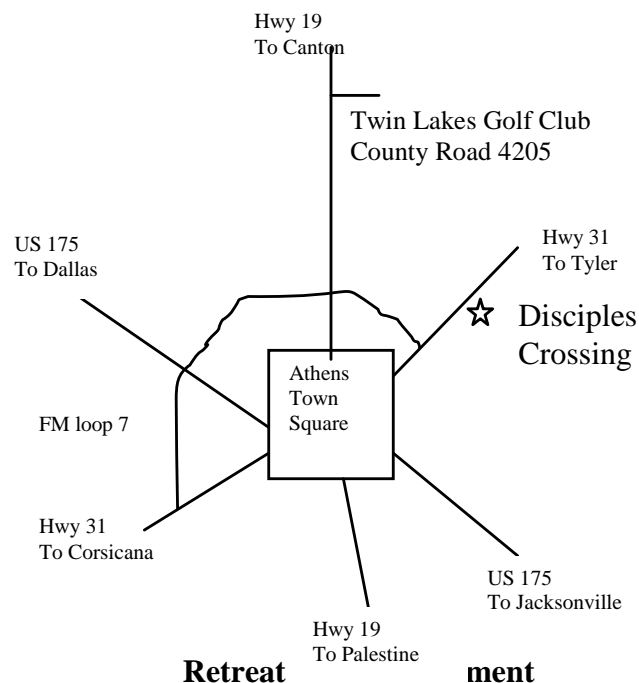 Hwy 19
To Canton
Twin Lakes Golf Club
County Road 4205
US 175
To Dallas
Hwy 31
To Tyler
Disciples
Crossing
Athens
Town
Square
FM loop 7
Hwy 31
To Corsicana
US 175
To Jacksonville
Hwy 19
To Palestine
Retreat ment